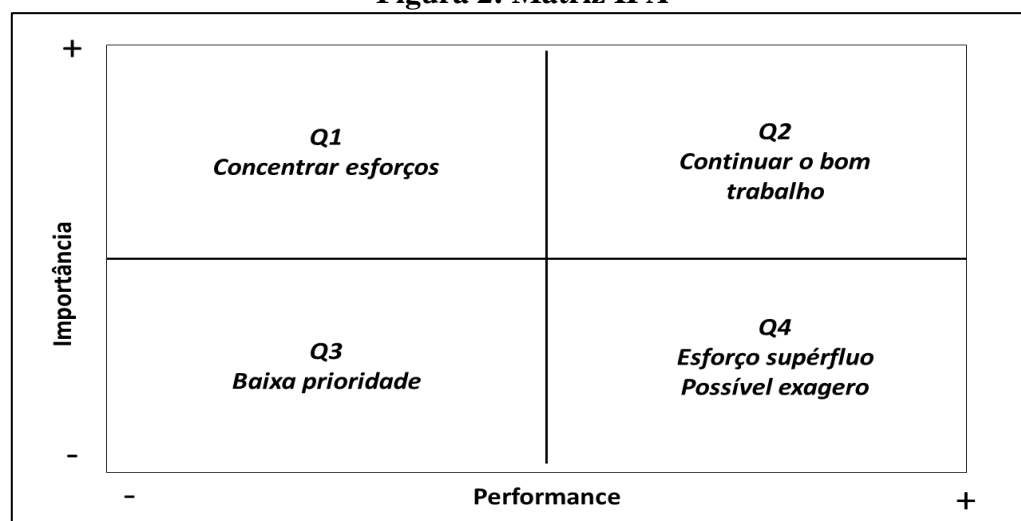 Figura 2: Matriz IPA
+
Q1
Concentrar esforços
Q2
Continuar o bom
trabalho
Importância
Q3
Baixa prioridade
Q4
Esforço supérfluo
Possível exagero
-
-
Performance
+